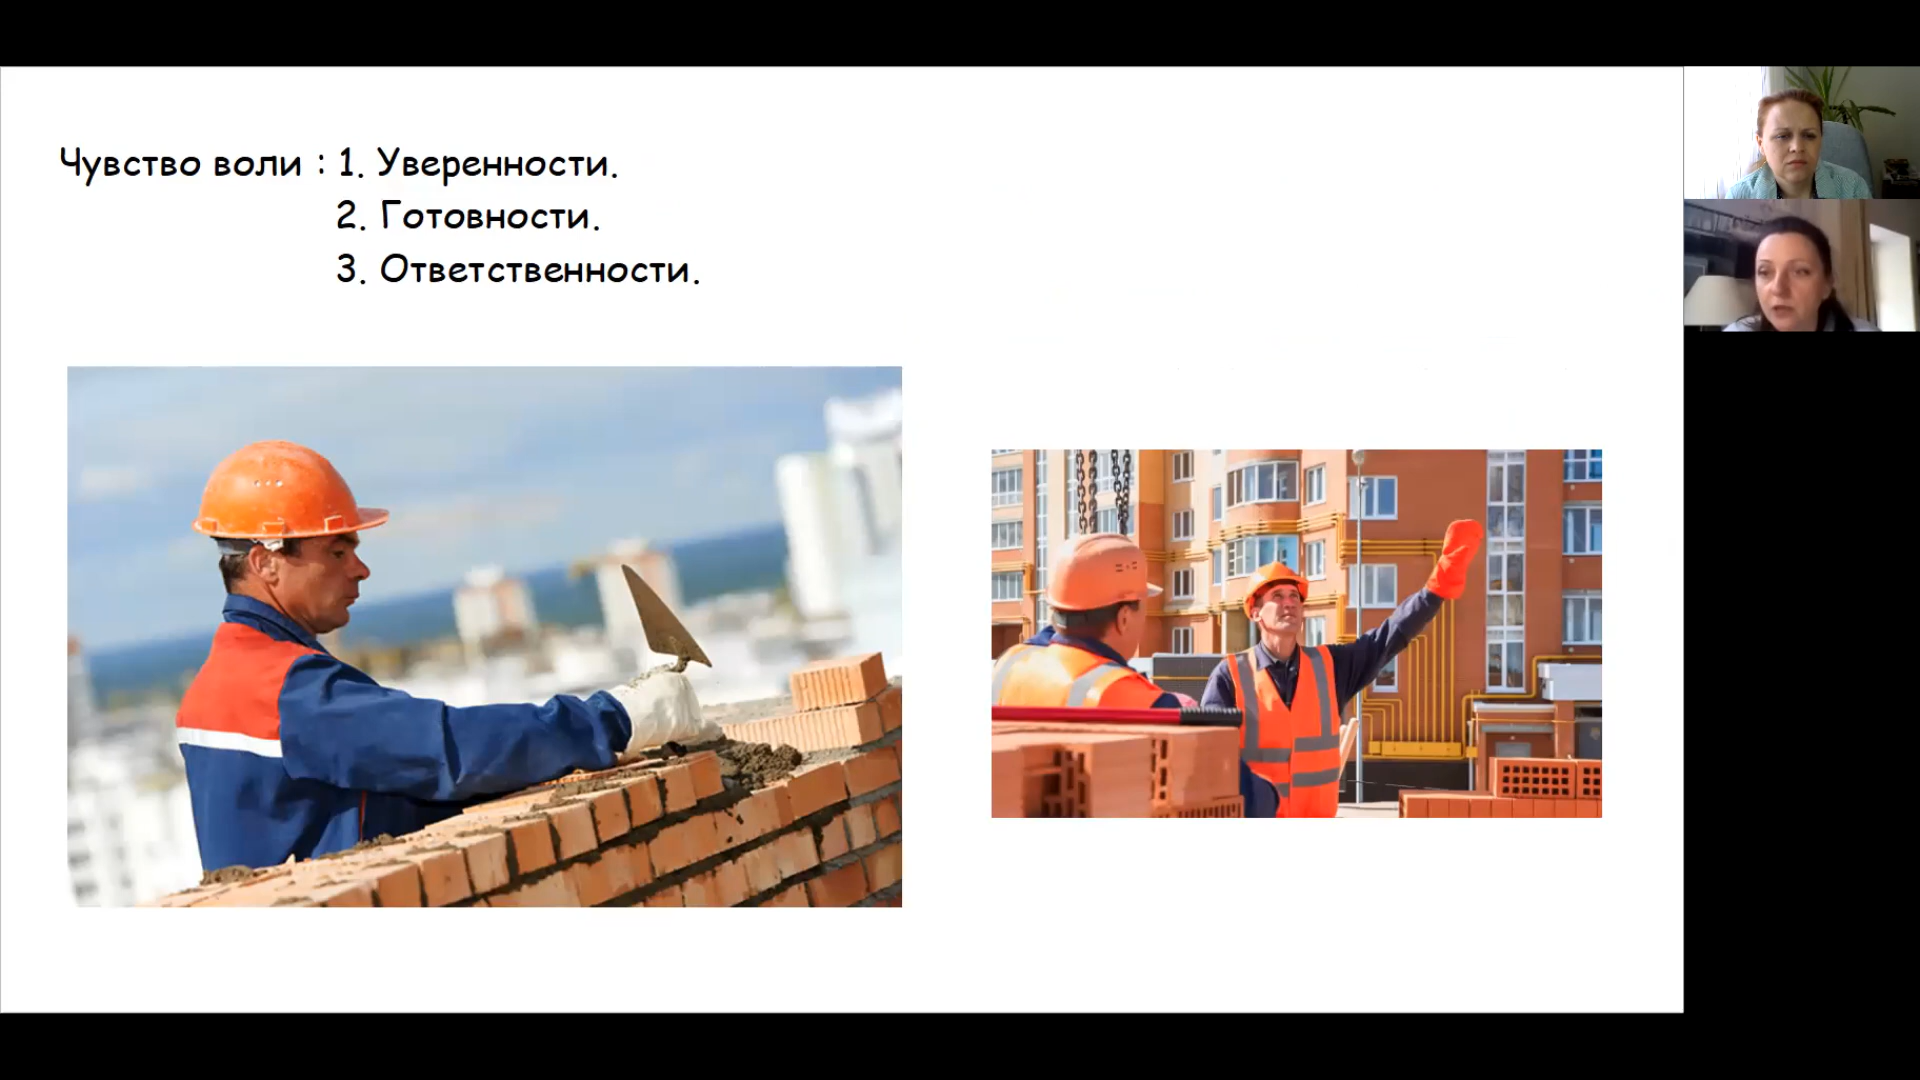 Чувство воли : 1. Уверенности.
2. Готовности.
3. Ответственности.